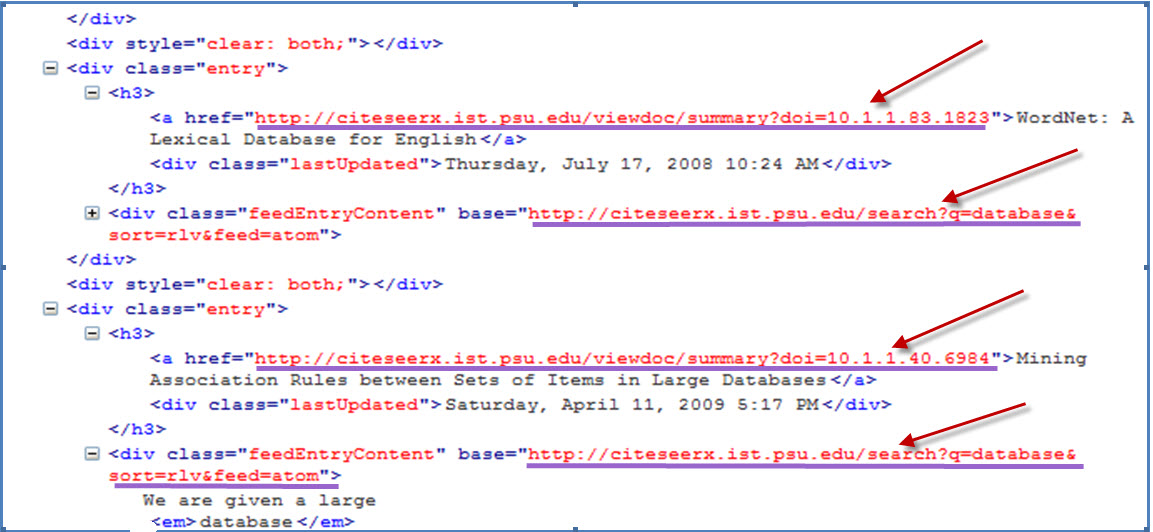 </div>
<div style="clear: both;"></div>
<div class="entry">
<h3>
<a href="http://citeseerx.ist.psu.edu/viewdoc/summary?doi=10.1.1.83.1823">WordNet: A
Lexical Database for English</a>
<div class="lastUpdated">Thursday, July 17, 2008 10:24 AM</div>
</h3>
<div class="feedEntryContent" base="http://citeseerx.ist.psu.edu/search?q=database&
sort=rlv&feed=atom">
</div>
<div style="clear: both;"></div>
<div class="entry">
<h3>
<a href="http://citeseerx.ist.psu.edu/viewdoc/summary?doi=10.1.1.40.6984">Mining
Association Rules between Sets of Items in Large Databases</a>
<div class="lastUpdated">Saturday, April 11, 2009 5:17 PM</div>
</h3>
<div class="feedEntryContent" base="http://citeseerx.ist.psu.edu/search?q=database&
sort=rlv&feed=atom">
We are given a large
<em>database</em>